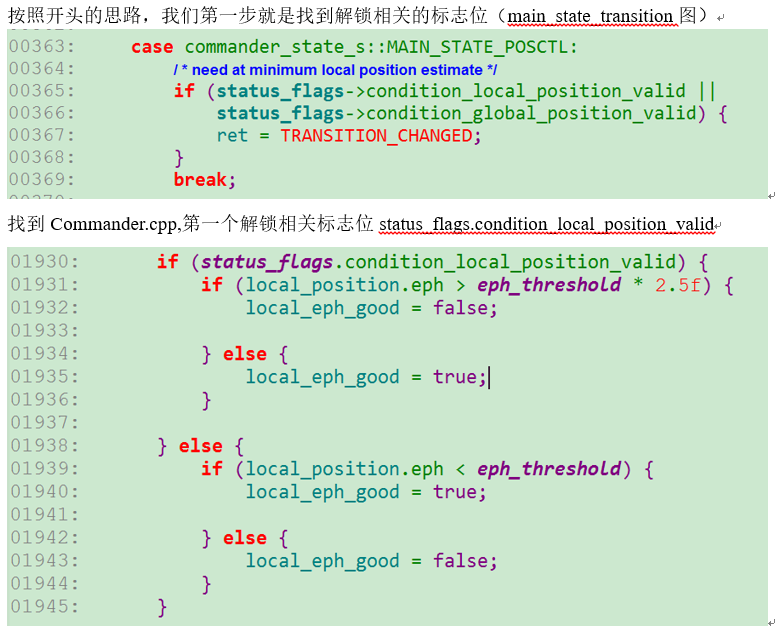 按照开头的思路，我们第一步就是找到解锁相关的标志位（main_state_transition 图）
00363:     case commander_state_s::MAIN_STATE_POSCTL:
00364:         /* need at minimum local position estimate */
00365:         if (status_flags->condition_local_position_valid ||
00366:             status_flags->condition_global_position_valid) {
00367:             ret = TRANSITION_CHANGED;
00368:         }
00369:         break;
找到 Commander.cpp,第一个解锁相关标志位 status_flags.condition_local_position_valid
01930:     if (status_flags.condition_local_position_valid) {
01931:         if (local_position.eph > eph_threshold * 2.5f) {
01932:             local_eph_good = false;
01933:
01934:         } else {
01935:             local_eph_good = true;
01936:         }
01937:
01938:     } else {
01939:         if (local_position.eph < eph_threshold) {
01940:             local_eph_good = true;
01941:
01942:         } else {
01943:             local_eph_good = false;
01944:         }
01945:     }